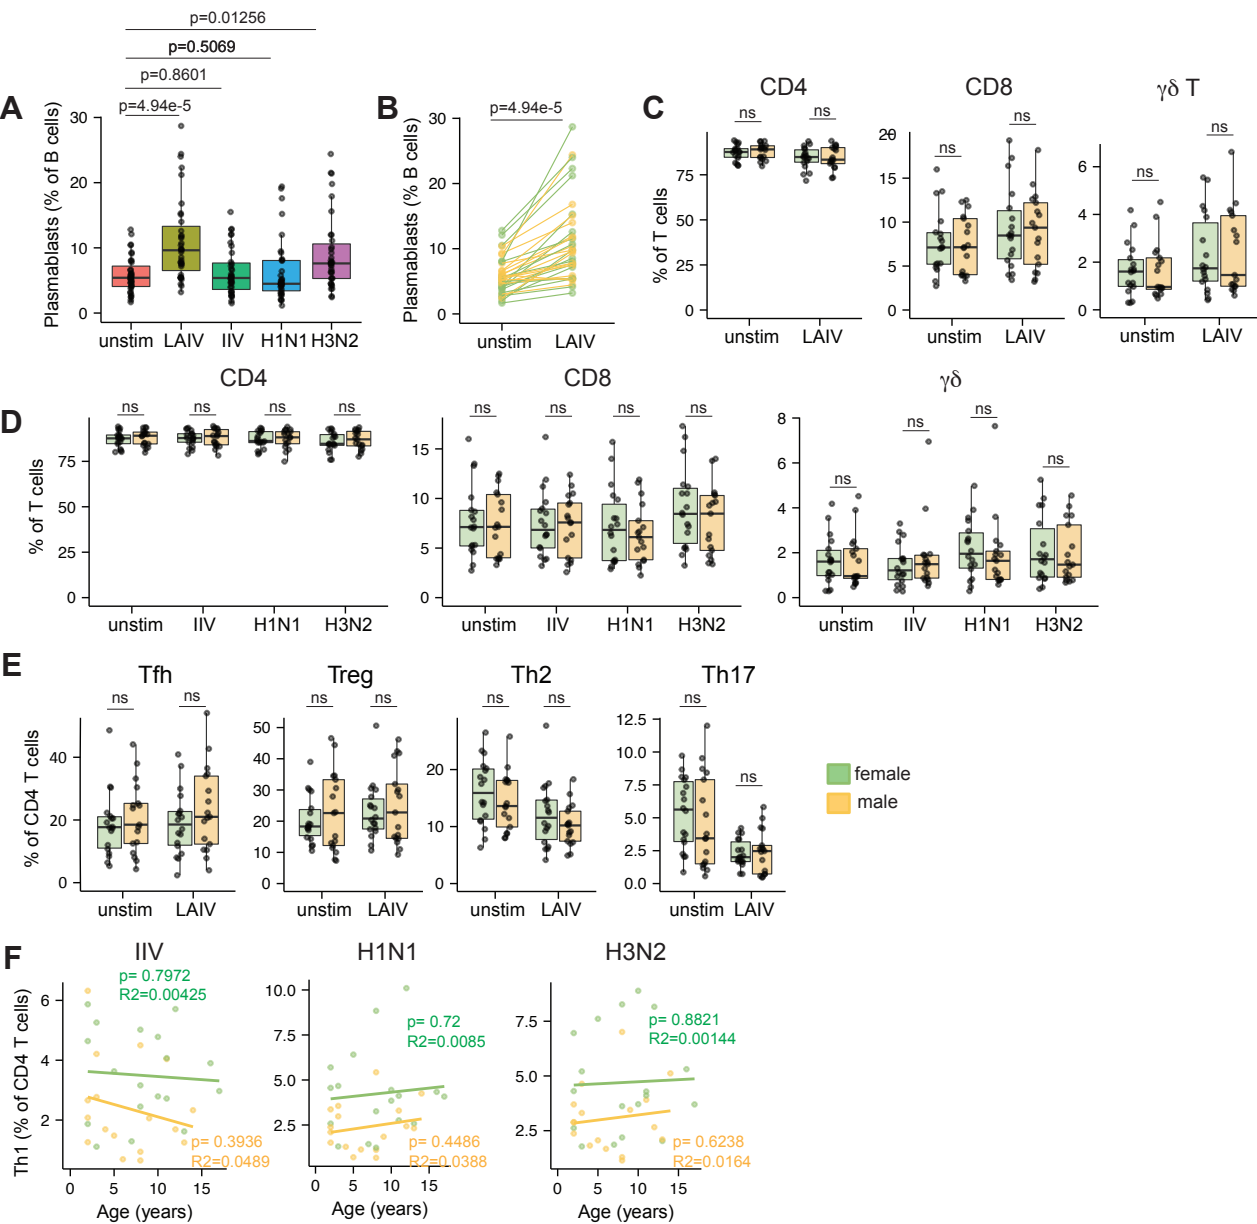 p=0.01256
p=0.5069
p=0.8601
p=4.94e-5
A
Plasmablasts (% of B cells)
30
20
10
0
unstim LAIV IIV H1N1 H3N2
B
p=4.94e-5
Plasmablasts (% B cells)
30
20
10
0
unstim LAIV
C
CD4
ns ns
% of T cells
75
50
25
0
unstim LAIV
CD8
ns ns
20
15
10
5
0
unstim LAIV
γδ T
ns ns
6
4
2
0
unstim LAIV
D
CD4
ns ns ns ns
% of T cells
75
50
25
0
unstim IIV H1N1 H3N2
CD8
ns ns ns ns
15
10
5
0
unstim IIV H1N1 H3N2
γδ
ns ns ns ns
8
6
4
2
0
unstim IIV H1N1 H3N2
E
Tfh
ns ns
% of CD4 T cells
40
20
0
unstim LAIV
Treg
ns ns
50
40
30
20
10
0
unstim LAIV
Th2
ns ns
20
10
0
unstim LAIV
Th17
ns ns
12.5
10.0
7.5
5.0
2.5
0.0
unstim LAIV
female
male
F
IIV
p= 0.7972
R2=0.00425
Th1 (% of CD4 T cells)
6
4
2
p= 0.3936
R2=0.0489
0 5 10 15
Age (years)
H1N1
10.0
7.5
5.0
2.5
p= 0.72
R2=0.0085
p= 0.4486
R2=0.0388
0 5 10 15
Age (years)
H3N2
7.5
5.0
2.5
p= 0.8821
R2=0.00144
p= 0.6238
R2=0.0164
0 5 10 15
Age (years)